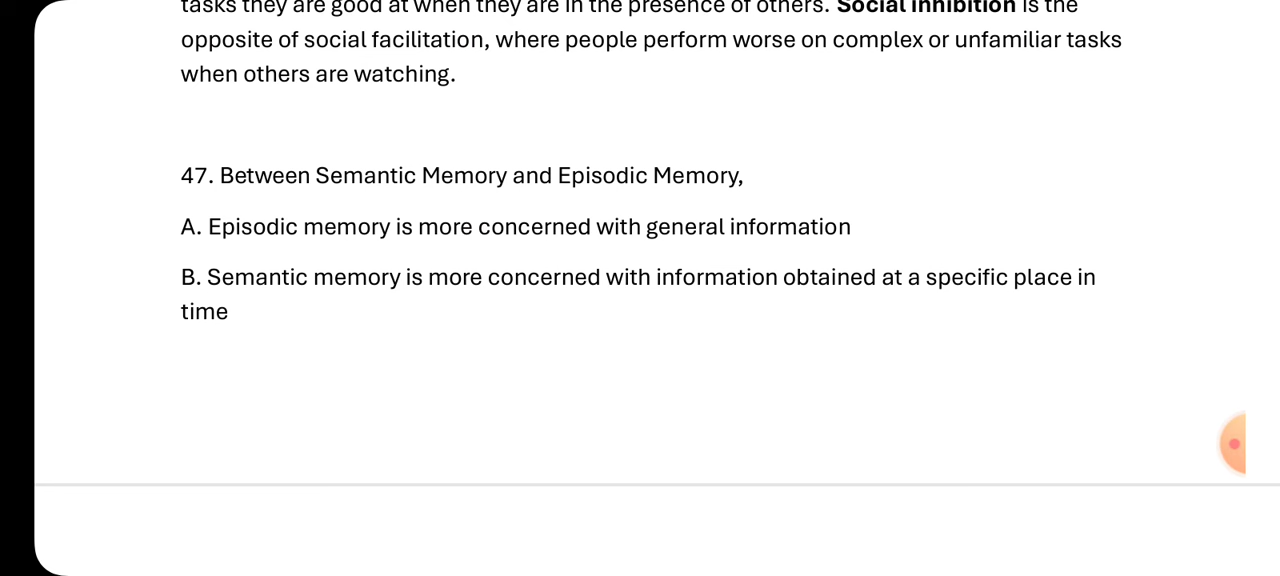 tasks they are good at when they are in the presence of others. Social inhibition is the
opposite of social facilitation, where people perform worse on complex or unfamiliar tasks
when others are watching.
47. Between Semantic Memory and Episodic Memory,
A. Episodic memory is more concerned with general information
B. Semantic memory is more concerned with information obtained at a specific place in
time